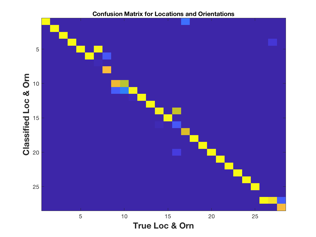 Confusion Matrix for Locations and Orientations
Classified Loc & Orn
5
10
15
20
25
5 10 15 20 25
True Loc & Orn